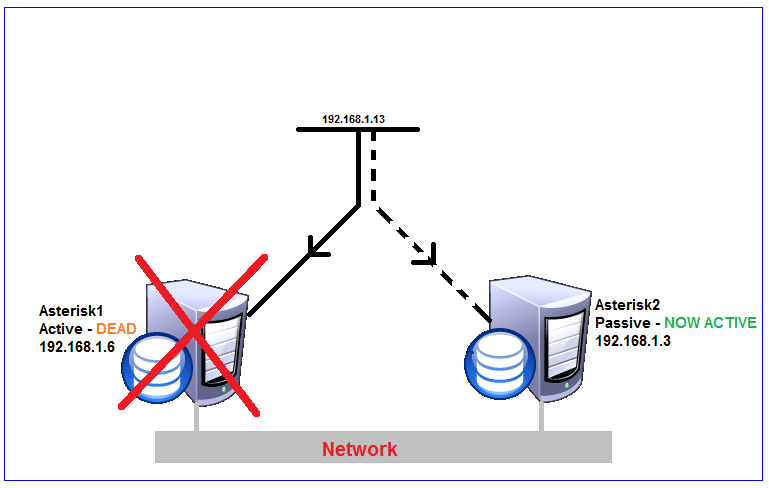 192.168.1.13
Asterisk1
Active - DEAD
192.168.1.6
Asterisk2
Passive - NOW ACTIVE
192.168.1.3
Network